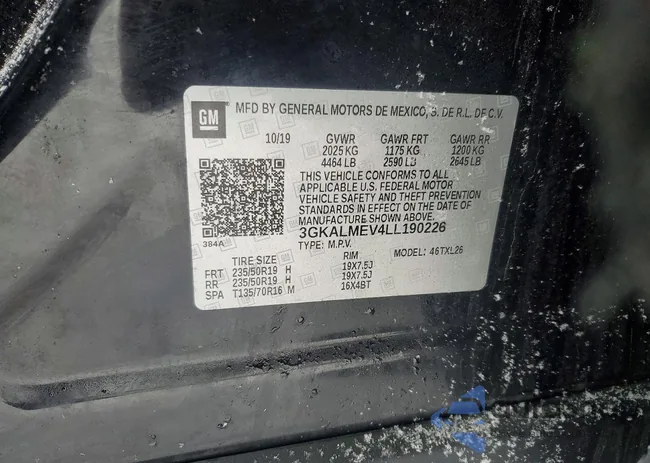 GM MFD BY GENERAL MOTORS DE MEXICO, S. DE R.L. DE C.V.
10/19 GVWR GAWR FRT GAWR RR
2025 KG 1175 KG 1200 KG
4464 LB 2590 LB 2645 LB
THIS VEHICLE CONFORMS TO ALL
APPLICABLE U.S. FEDERAL MOTOR
VEHICLE SAFETY AND THEFT PREVENTION
STANDARDS IN EFFECT ON THE DATE OF
MANUFACTURE SHOWN ABOVE.
384A 3GKALMEV4LL190226
TYPE: M.P.V. MODEL: 46TXL26
TIRE SIZE RIM
FRT 235/50R19 H 19X7.5J
RR 235/50R19 H 19X7.5J
SPA T135/70R16 M 16X4BT